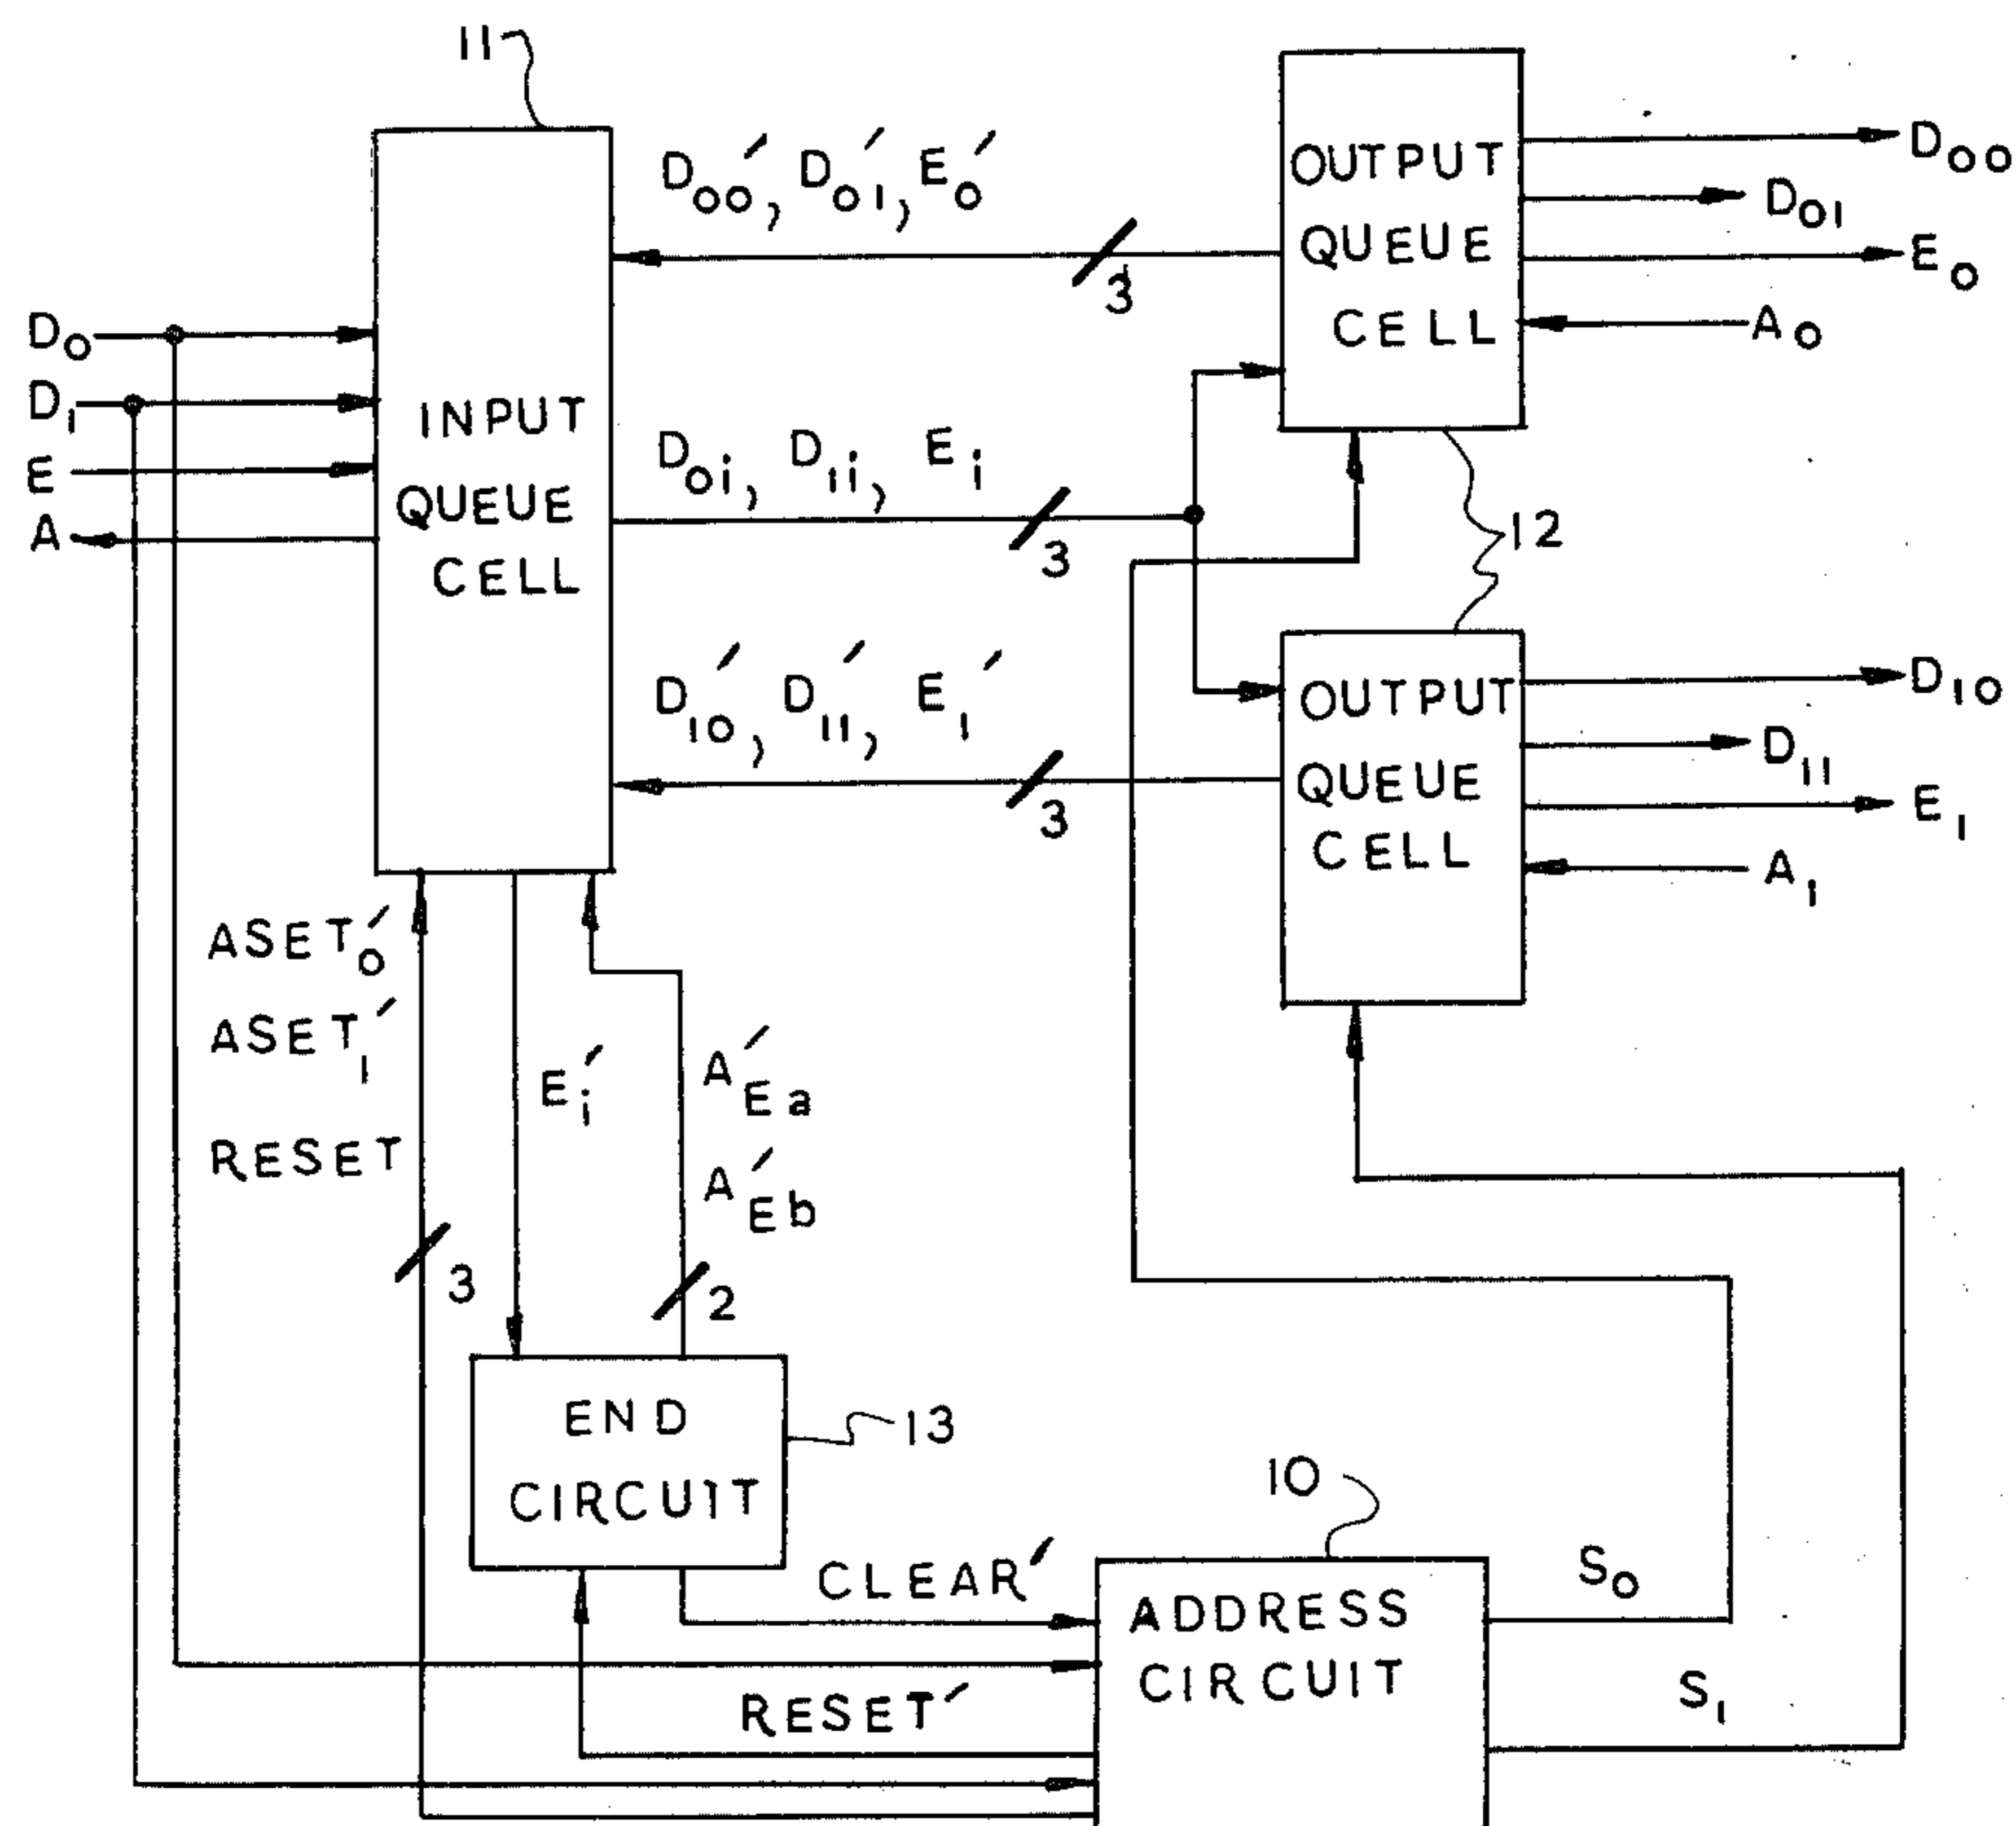 11
D₀₀′, D₀₁′, E₀′
3
OUTPUT
QUEUE
CELL
D₀₀
D₀₁
E₀
A₀
D₀
D₁
E
A
INPUT
QUEUE
CELL
D₀ᵢ, D₁ᵢ, Eᵢ
3
12
D₁₀′, D₁₁′, E₁′
3
OUTPUT
QUEUE
CELL
D₁₀
D₁₁
E₁
A₁
ASET₀′
ASET₁′
RESET
3
Eᵢ′
A′Ea
A′Eb
2
END
CIRCUIT
13
10
CLEAR′
ADDRESS
CIRCUIT
RESET′
S₀
S₁